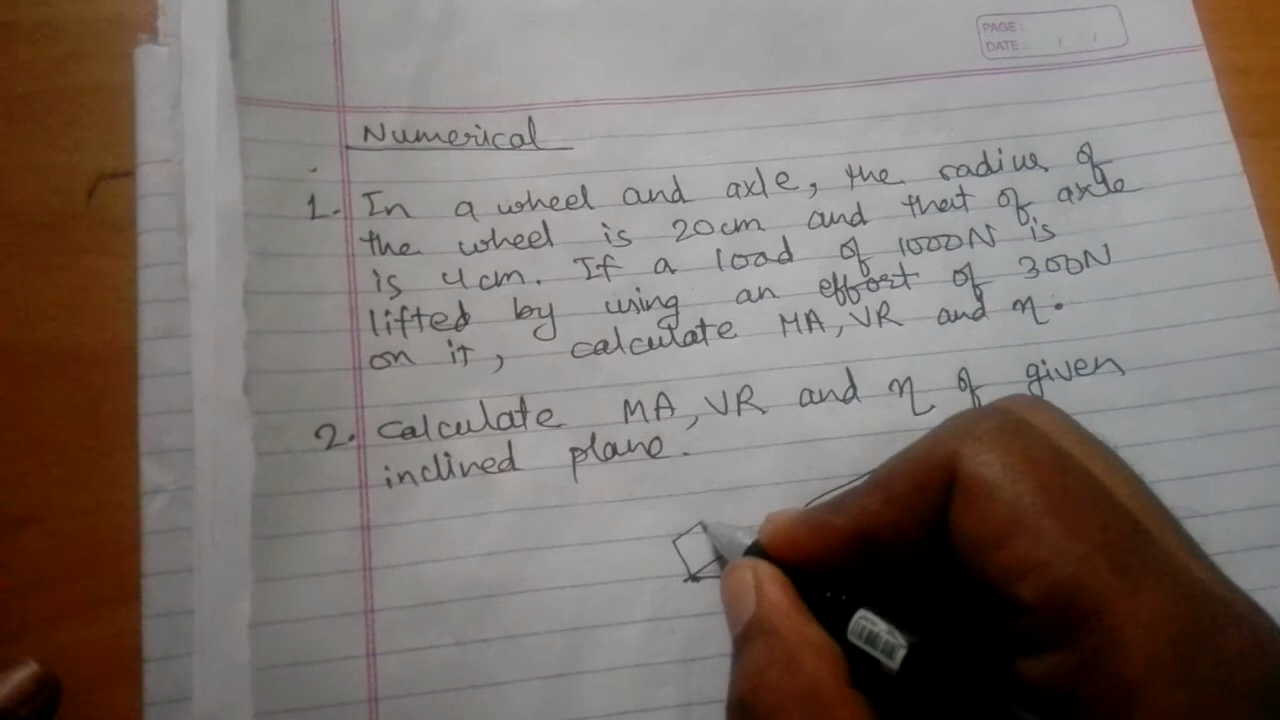 PAGE:
DATE:
Numerical
1. In a wheel and axle, the radius of
the wheel is 20cm and that of axle
is 4cm. If a load of 1000N is
lifted by using an effort of 300N
on it, calculate MA, VR and η.
2. Calculate MA, VR and η of given
inclined plane.